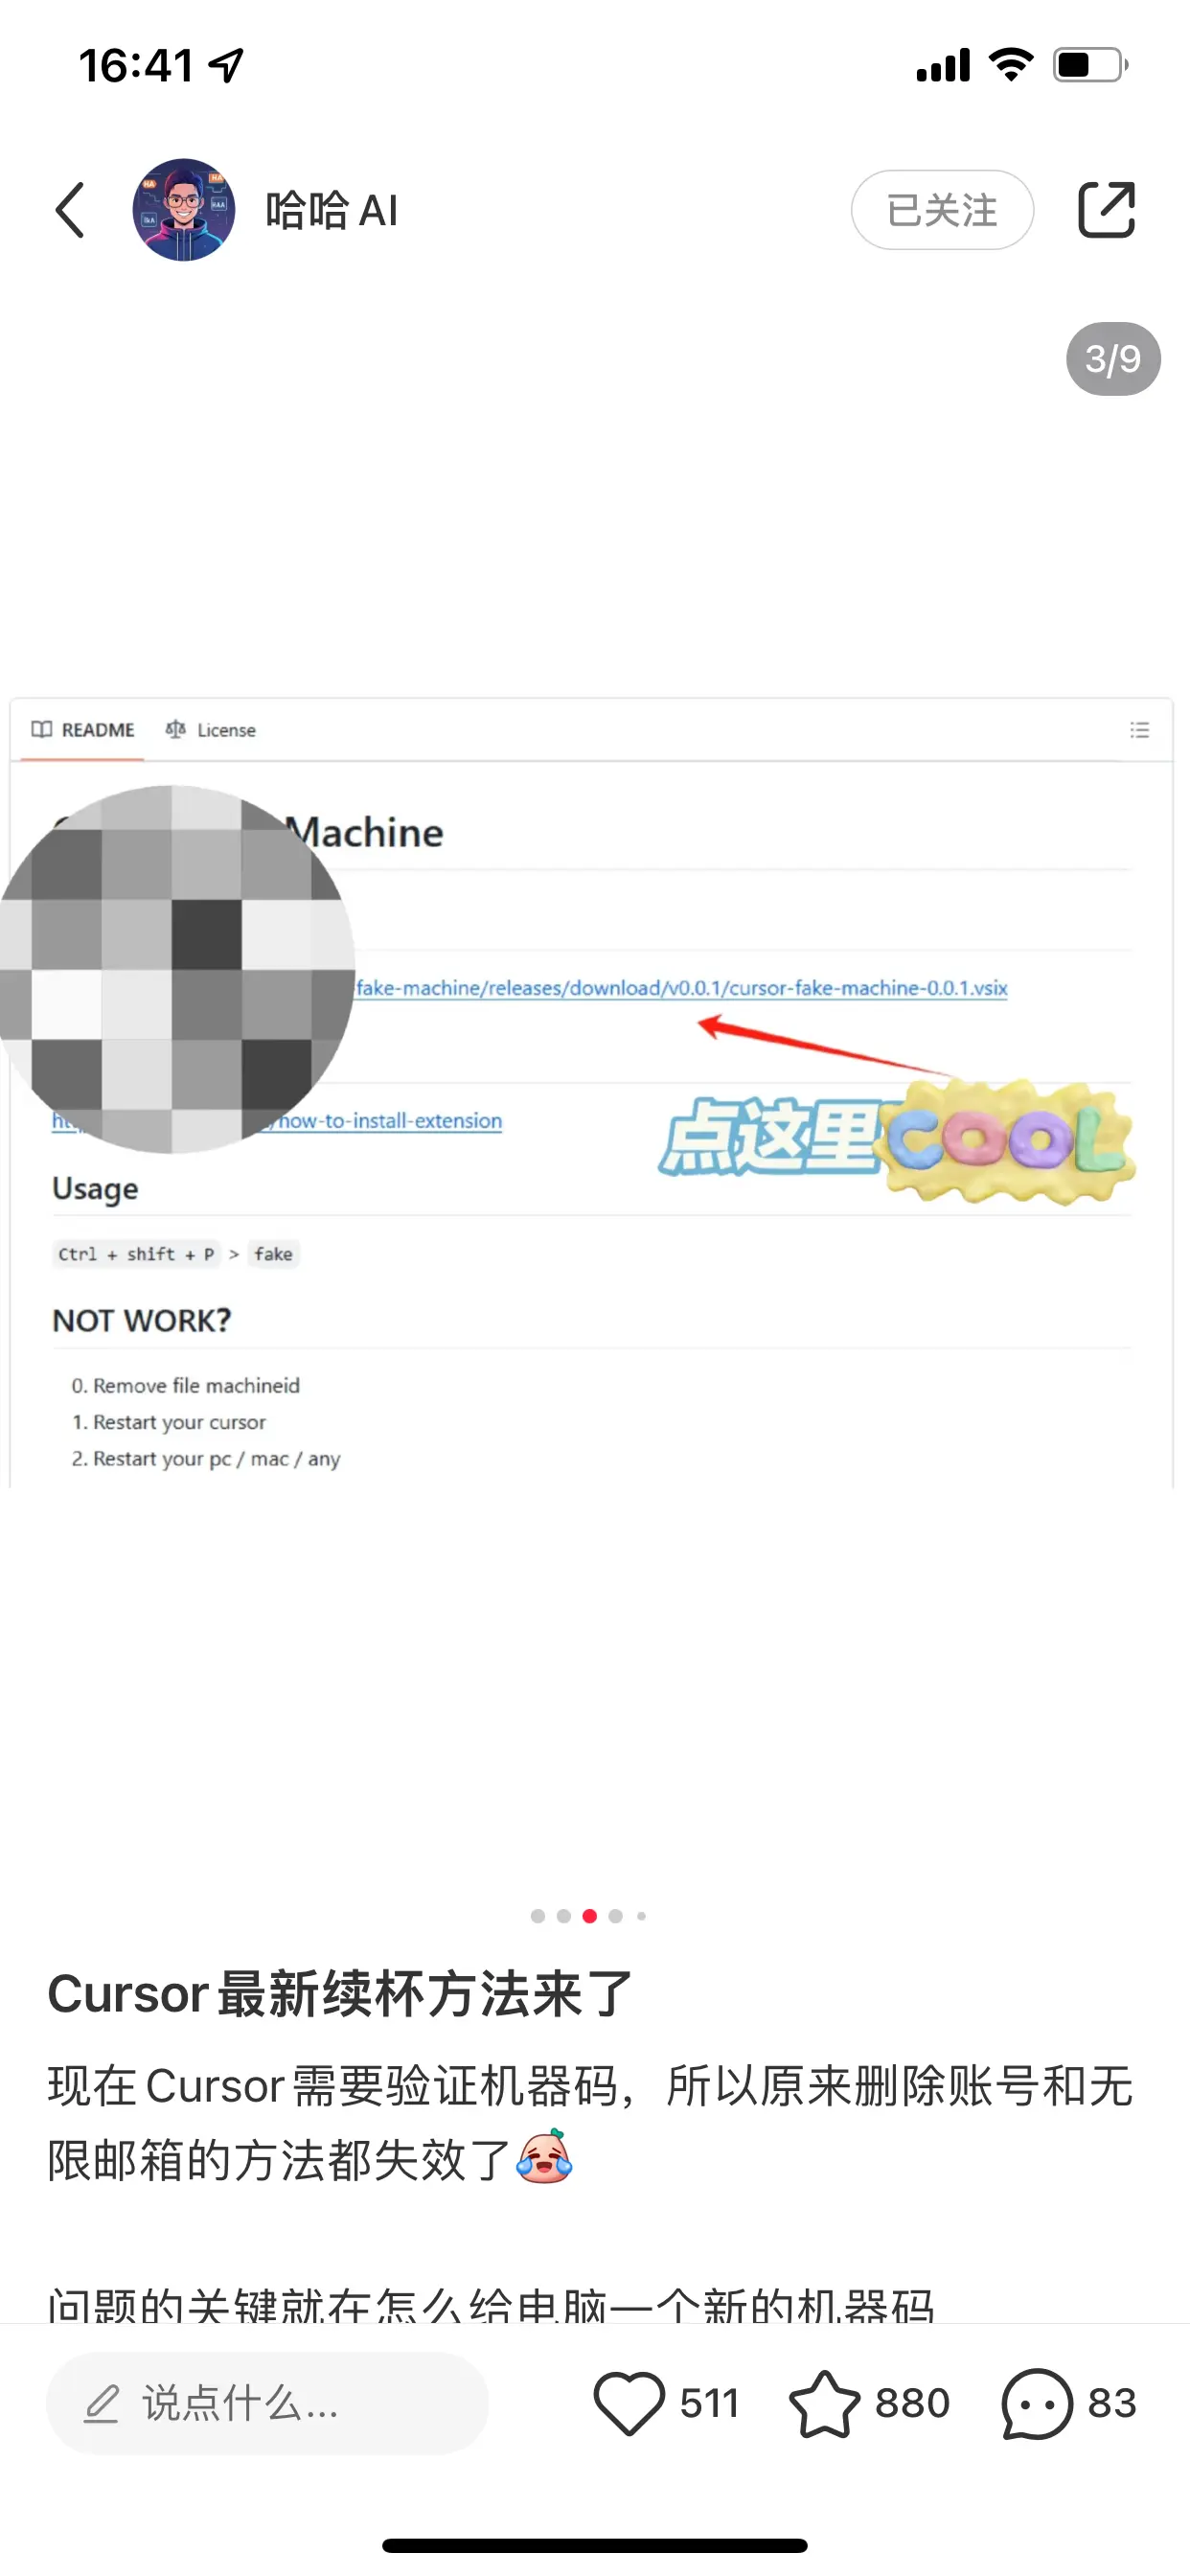 16:41
哈哈 AI
已关注
3/9
README
License
Machine
-fake-machine/releases/download/v0.0.1/cursor-fake-machine-0.0.1.vsix
点这里 COOL
/how-to-install-extension
Usage
Ctrl + shift + P > fake
NOT WORK?
0. Remove file machineid
1. Restart your cursor
2. Restart your pc / mac / any
Cursor最新续杯方法来了
现在Cursor需要验证机器码，所以原来删除账号和无
限邮箱的方法都失效了
问题的关键就在怎么给电脑一个新的机器码
说点什么...
511
880
83